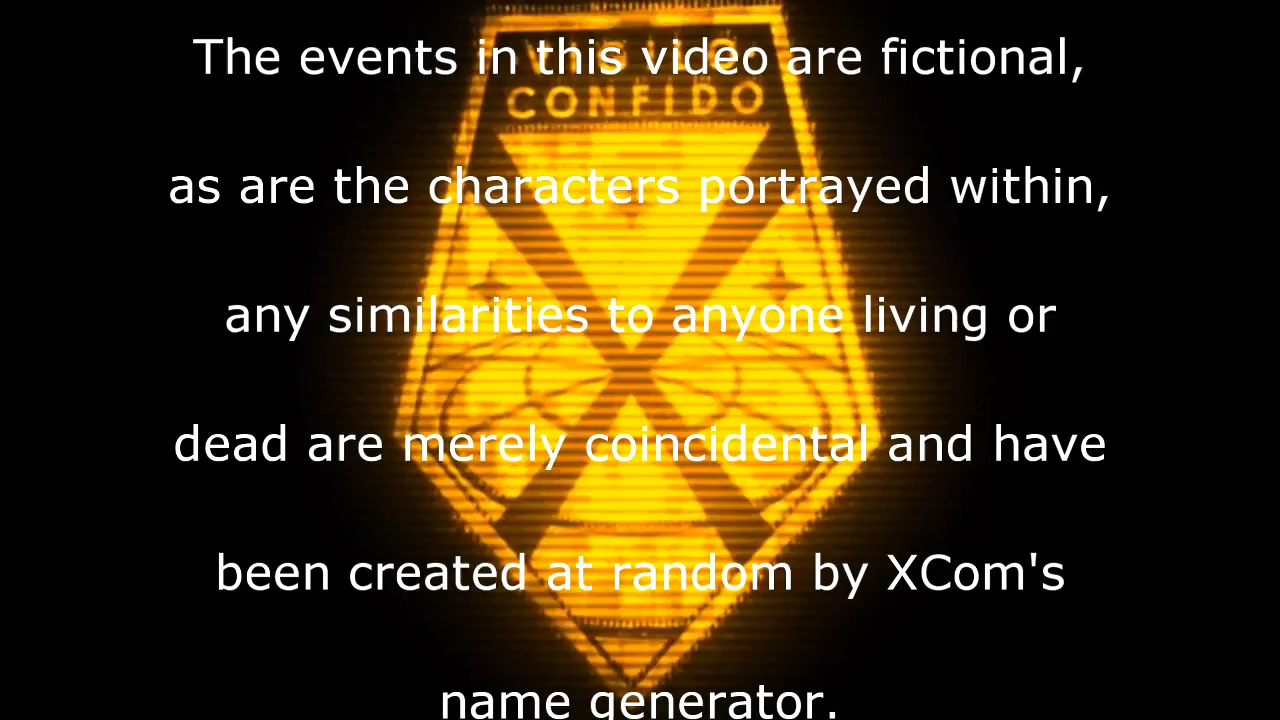 The events in this video are fictional,
CONFIDO
as are the characters portrayed within,
any similarities to anyone living or
dead are merely coincidental and have
been created at random by XCom's
name generator.